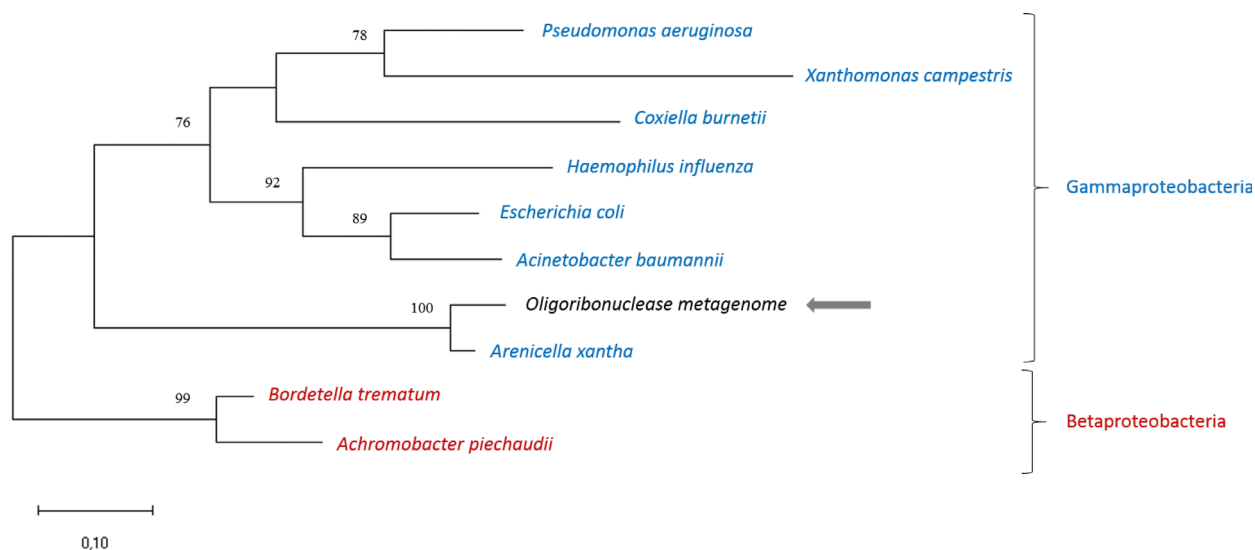 78
Pseudomonas aeruginosa
Xanthomonas campestris
76
Coxiella burnetii
Haemophilus influenza
Gammaproteobacteria
92
89
Escherichia coli
Acinetobacter baumannii
100
Oligoribonuclease metagenome
Arenicella xantha
99
Bordetella trematum
Betaproteobacteria
Achromobacter piechaudii
0,10